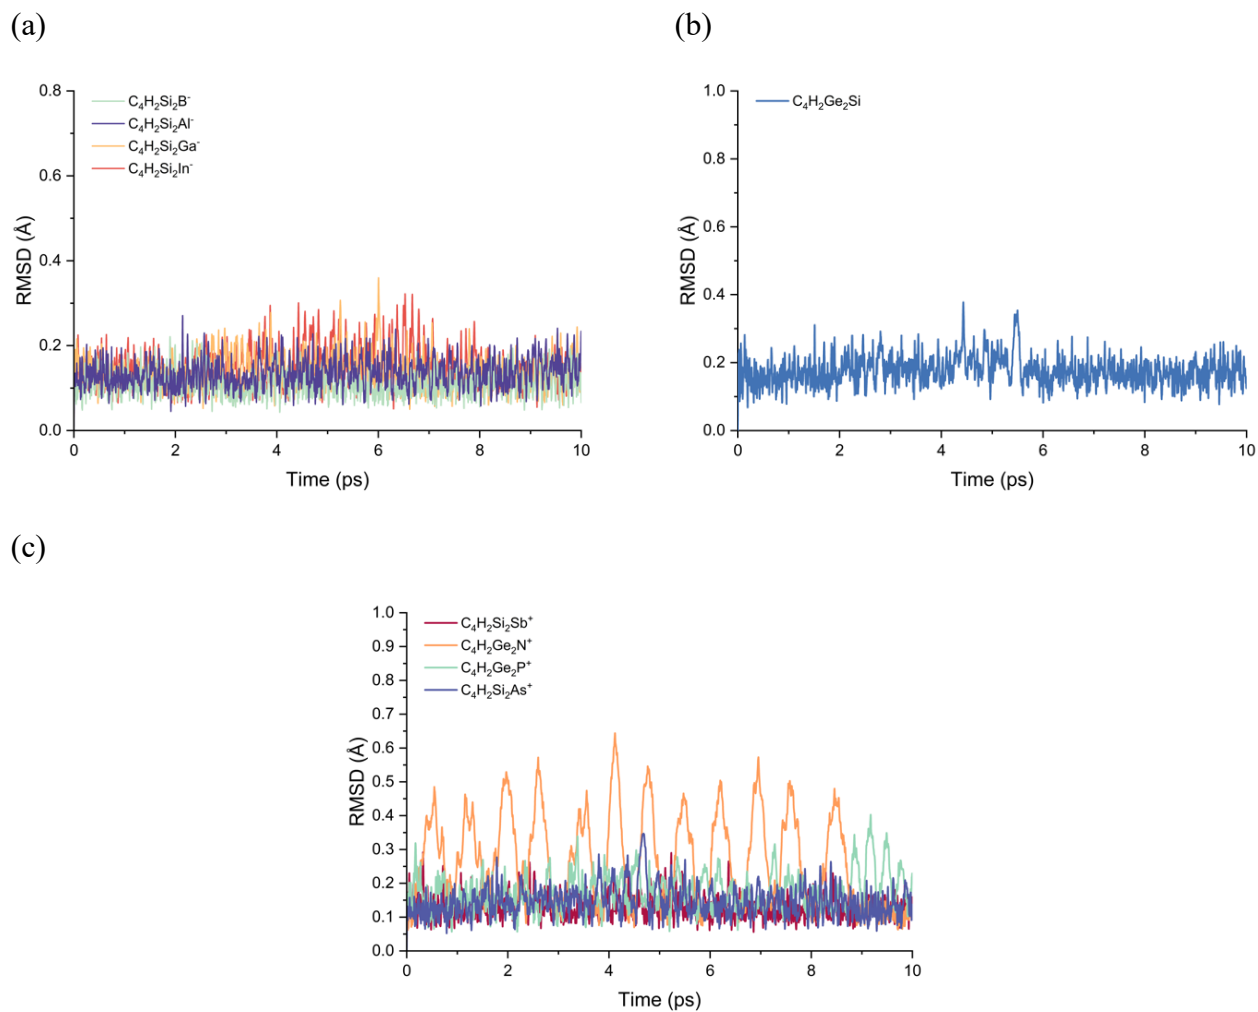 (a)
(b)
C₄H₂Si₂B⁻
C₄H₂Si₂Al⁻
C₄H₂Si₂Ga⁻
C₄H₂Si₂In⁻
0.8
0.6
0.4
0.2
0.0
RMSD (Å)
0 2 4 6 8 10
Time (ps)
C₄H₂Ge₂Si
1.0
0.8
0.6
0.4
0.2
0.0
RMSD (Å)
0 2 4 6 8 10
Time (ps)
(c)
C₄H₂Si₂Sb⁺
C₄H₂Ge₂N⁺
C₄H₂Ge₂P⁺
C₄H₂Si₂As⁺
1.0
0.9
0.8
0.7
0.6
0.5
0.4
0.3
0.2
0.1
0.0
RMSD (Å)
0 2 4 6 8 10
Time (ps)